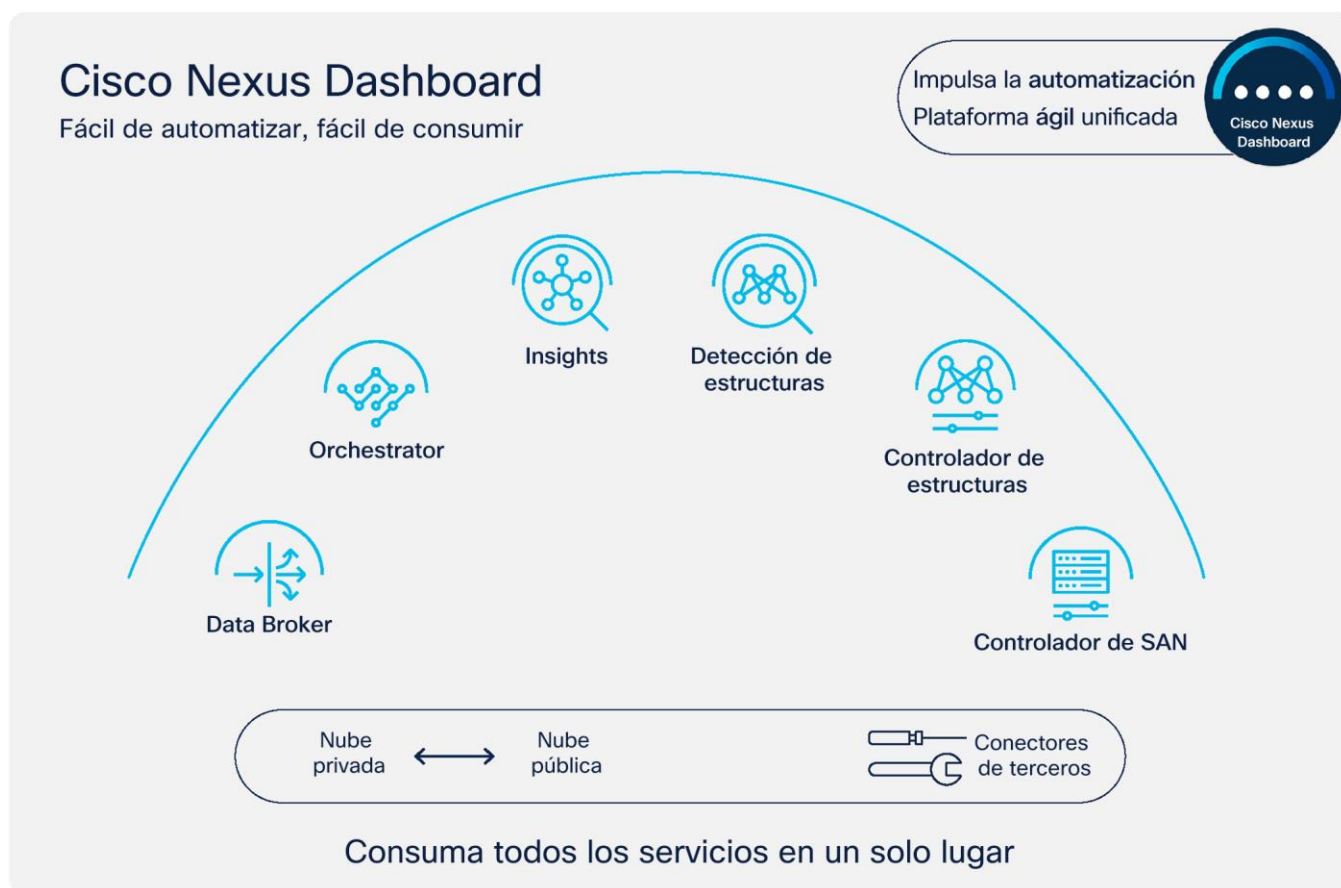 Cisco Nexus Dashboard
Fácil de automatizar, fácil de consumir
Impulsa la automatización
Plataforma ágil unificada
Cisco Nexus
Dashboard
Insights
Detección de
estructuras
Orchestrator
Controlador de
estructuras
Data Broker
Controlador de SAN
Nube
privada
Nube
pública
Conectores
de terceros
Consuma todos los servicios en un solo lugar